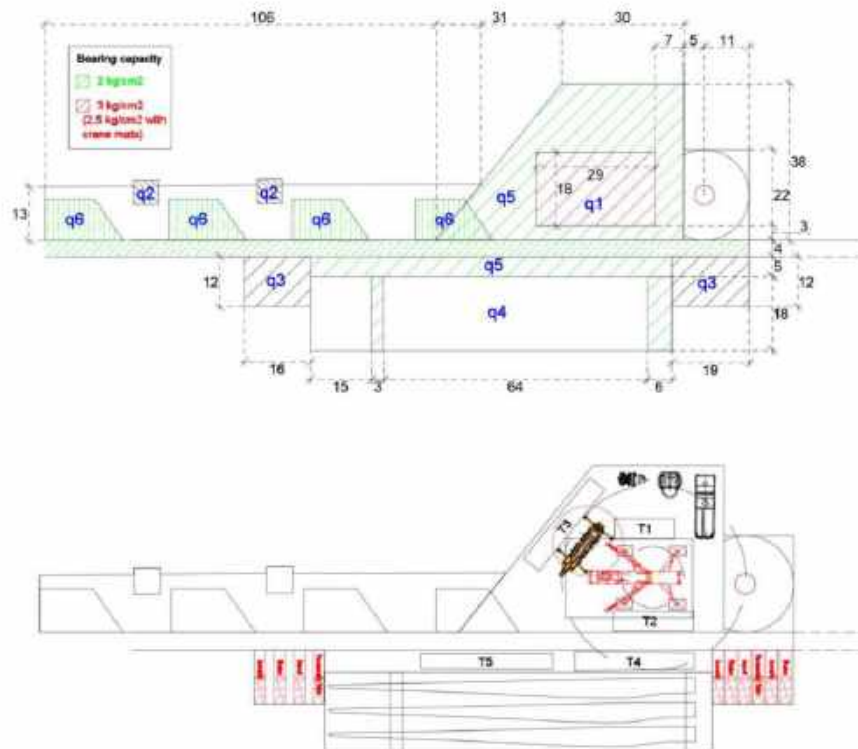 106
31
30
7
5
11
Bearing capacity
2 kg/cm2
3 kg/cm2
(2.5 kg/cm2 with
crane mats)
38
q2
q2
29
18
22
13
q6
q6
q6
q6
q5
q1
3
4
q5
5
12
q3
q3
12
q4
18
16
19
15
3
64
6
T3
T1
T2
T5
T4